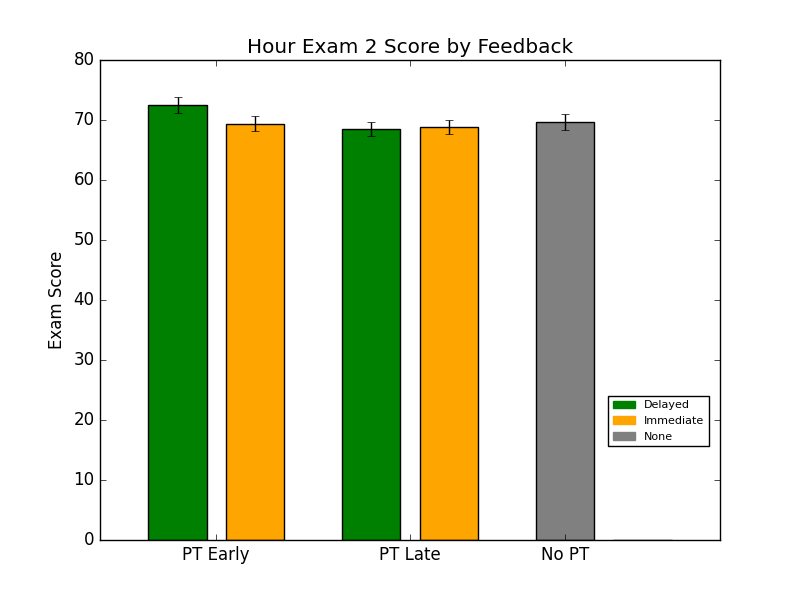 Hour Exam 2 Score by Feedback
80
70
60
50
40
30
20
10
0
Exam Score
Delayed
Immediate
None
PT Early
PT Late
No PT